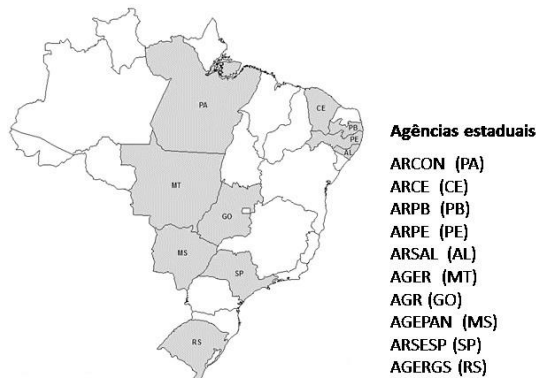 PA
CE
PB
PE
AL
MT
GO
MS
SP
RS
Agências estaduais
ARCON (PA)
ARCE (CE)
ARPB (PB)
ARPE (PE)
ARSAL (AL)
AGER (MT)
AGR (GO)
AGEPAN (MS)
ARSESP (SP)
AGERGS (RS)